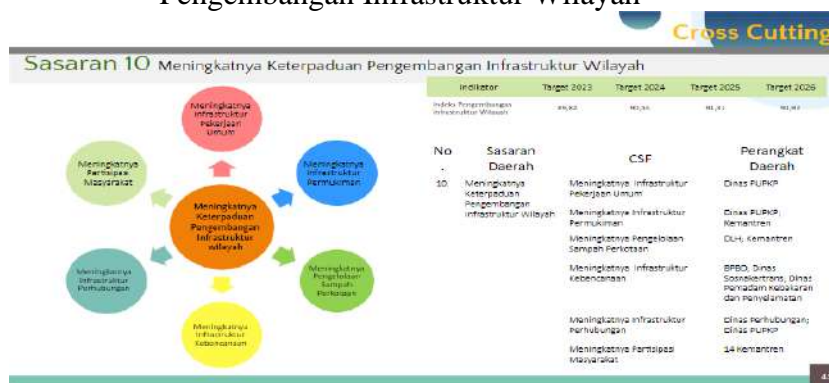 Pengembangan Infrastruktur Wilayah
Cross Cutting
Sasaran 10 Meningkatnya Keterpaduan Pengembangan Infrastruktur Wilayah
Indikator Target 2023 Target 2024 Target 2025 Target 2026
Indeks Pengembangan
Infrastruktur Wilayah
Meningkatnya
Infrastruktur
Pekerjaan
Umum
Meningkatnya
Partisipasi
Masyarakat
Meningkatnya
Infrastruktur
Permukiman
Meningkatnya
Keterpaduan
Pengembangan
Infrastruktur
wilayah
Meningkatnya
Infrastruktur
Perhubungan
Meningkatnya
Pengelolaan
Sampah
Perkotaan
Meningkatnya
Infrastruktur
Kebencanaan
No
.
Sasaran
Daerah
CSF
Perangkat
Daerah
10. Meningkatnya
Keterpaduan
Pengembangan
Infrastruktur Wilayah
Meningkatnya Infrastruktur
Pekerjaan Umum
Dinas PUPKP
Meningkatnya Infrastruktur
Permukiman
Dinas PUPKP;
Kemantren
Meningkatnya Pengelolaan
Sampah Perkotaan
DLH; Kemantren
Meningkatnya Infrastruktur
Kebencanaan
BPBD, Dinas
Sosnakertrans, Dinas
Pemadam Kebakaran
dan Penyelamatan
Meningkatnya Infrastruktur
Perhubungan
Dinas Perhubungan;
Dinas PUPKP
Meningkatnya Partisipasi
Masyarakat
14 Kemantren